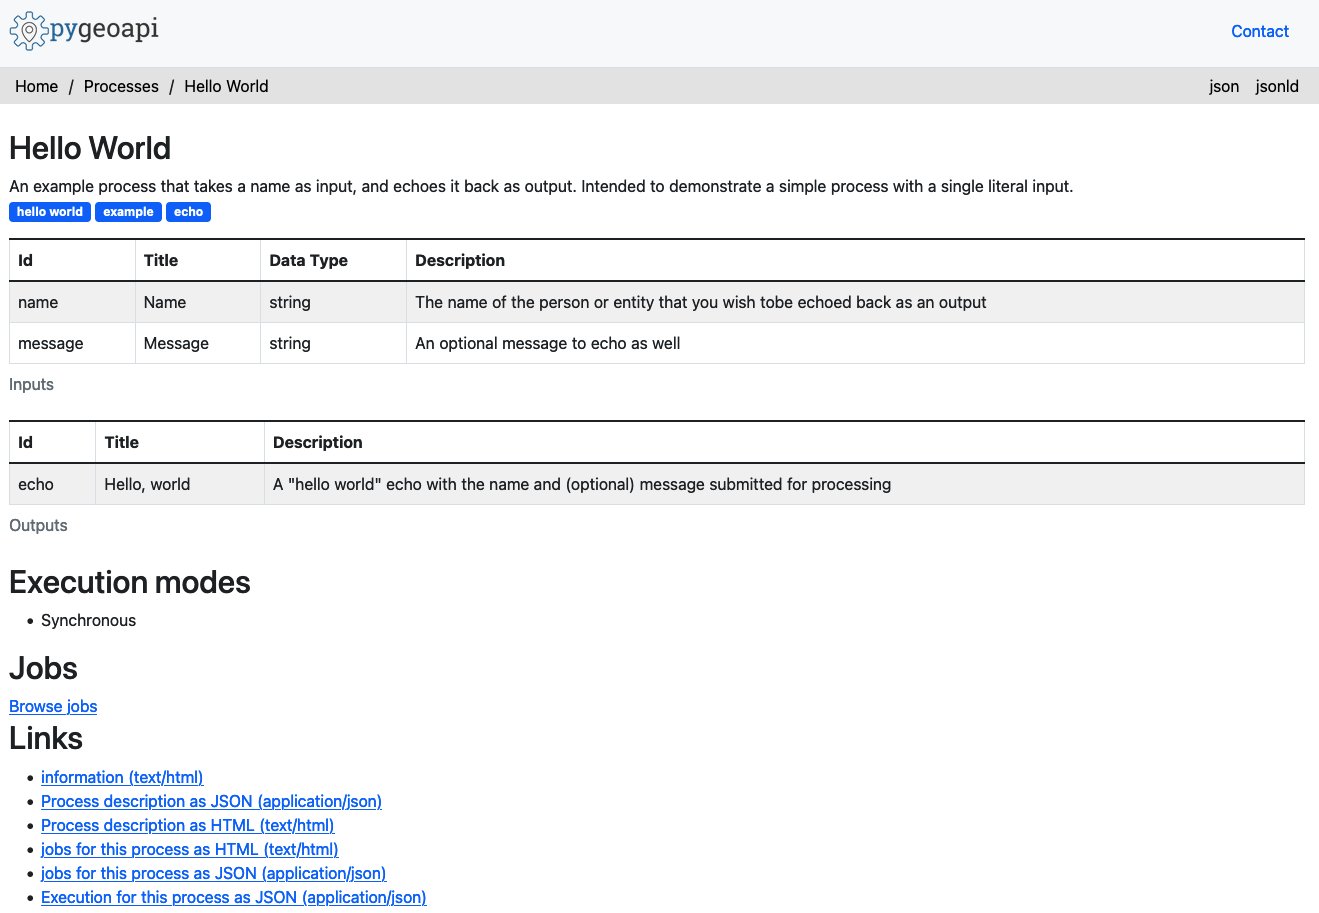 pygeoapi
Contact
Home / Processes / Hello World
json jsonld
Hello World
An example process that takes a name as input, and echoes it back as output. Intended to demonstrate a simple process with a single literal input.
hello world example echo
Id Title Data Type Description
name Name string The name of the person or entity that you wish tobe echoed back as an output
message Message string An optional message to echo as well
Inputs
Id Title Description
echo Hello, world A "hello world" echo with the name and (optional) message submitted for processing
Outputs
Execution modes
• Synchronous
Jobs
Browse jobs
Links
• information (text/html)
• Process description as JSON (application/json)
• Process description as HTML (text/html)
• jobs for this process as HTML (text/html)
• jobs for this process as JSON (application/json)
• Execution for this process as JSON (application/json)